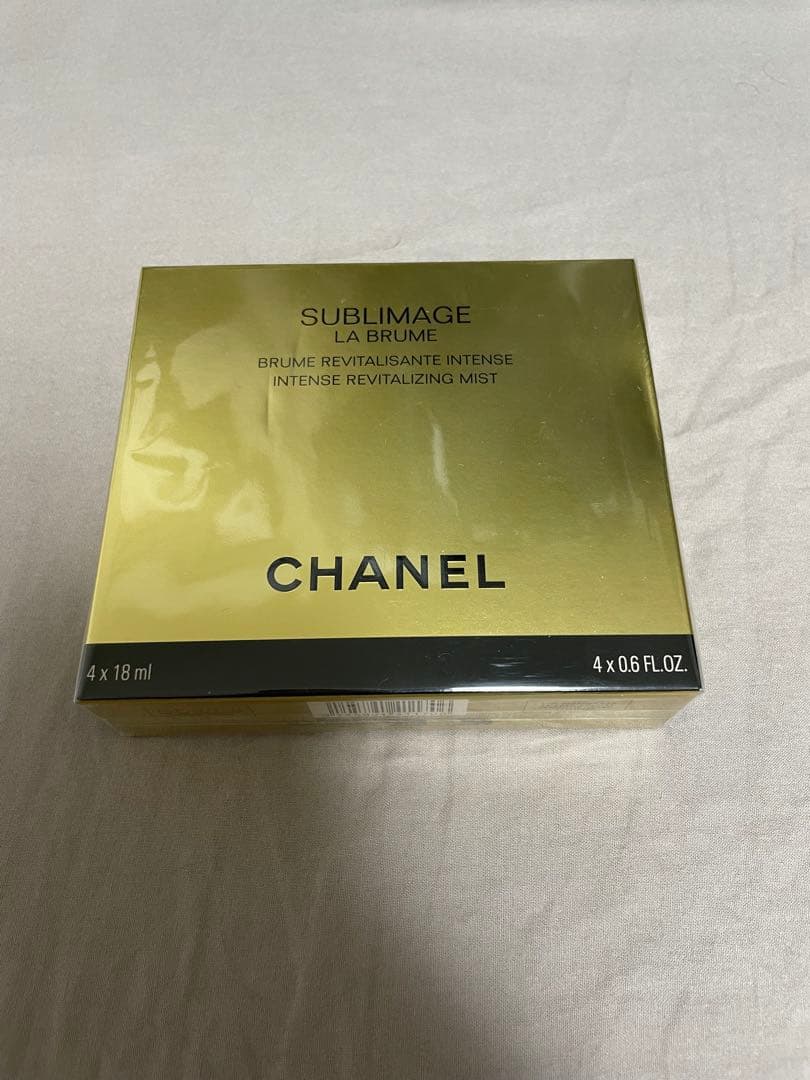 SUBLIMAGE
LA BRUME
BRUME REVITALISANTE INTENSE
INTENSE REVITALIZING MIST
CHANEL
4 x 18 ml
4 x 0.6 FL.OZ.